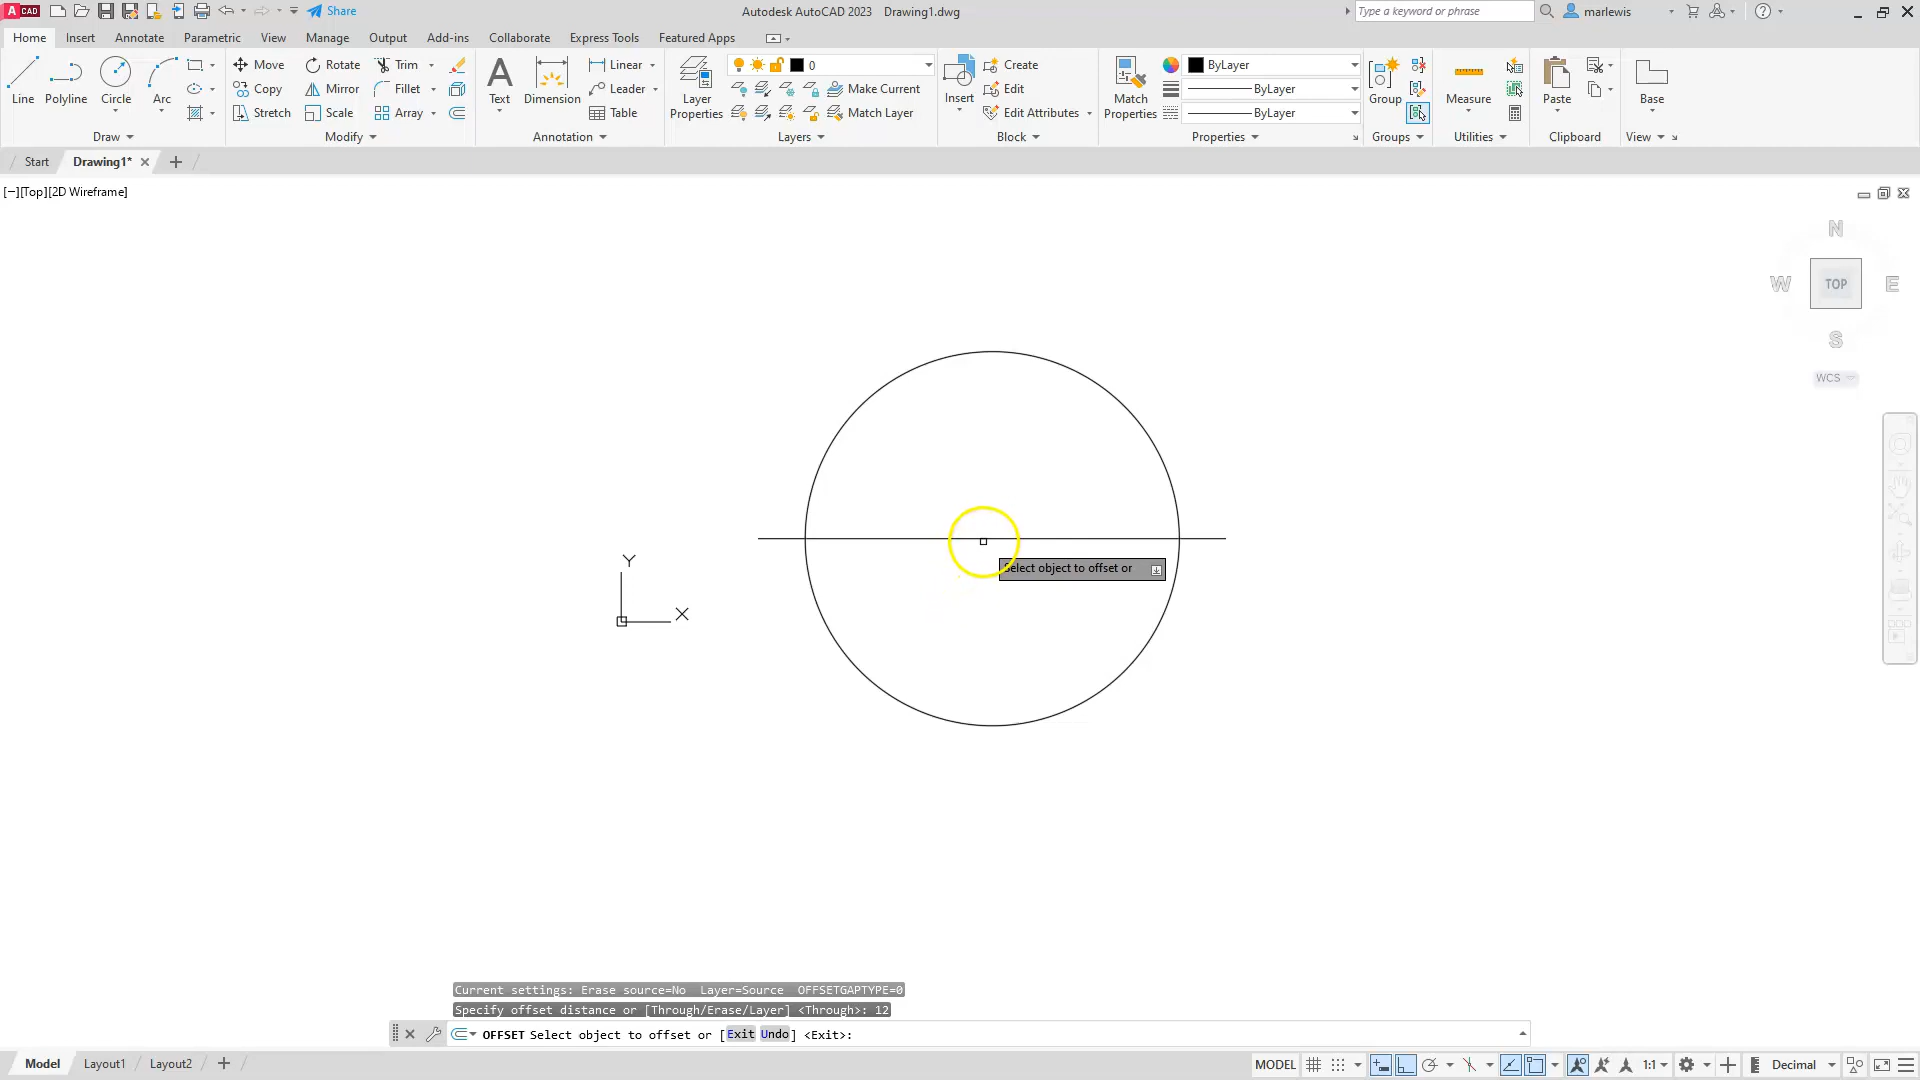 A CAD
Share
Autodesk AutoCAD 2023 Drawing1.dwg
Type a keyword or phrase
marlewis
Home Insert Annotate Parametric View Manage Output Add-ins Collaborate Express Tools Featured Apps
Line Polyline Circle Arc
Draw
Move Rotate Trim
Copy Mirror Fillet
Stretch Scale Array
Modify
Text Dimension
Linear
Leader
Table
Annotation
Layer Properties
0
Make Current
Match Layer
Layers
Insert
Create
Edit
Edit Attributes
Block
Match Properties
ByLayer
ByLayer
ByLayer
Properties
Group
Groups
Measure
Utilities
Paste
Clipboard
Base
View
Start Drawing1*
[−][Top][2D Wireframe]
N
W TOP E
S
WCS
Y
X
Select object to offset or
Current settings: Erase source=No Layer=Source OFFSETGAPTYPE=0
Specify offset distance or [Through/Erase/Layer] <Through>: 12
OFFSET Select object to offset or [Exit Undo] <Exit>:
Model Layout1 Layout2
MODEL 1:1 Decimal